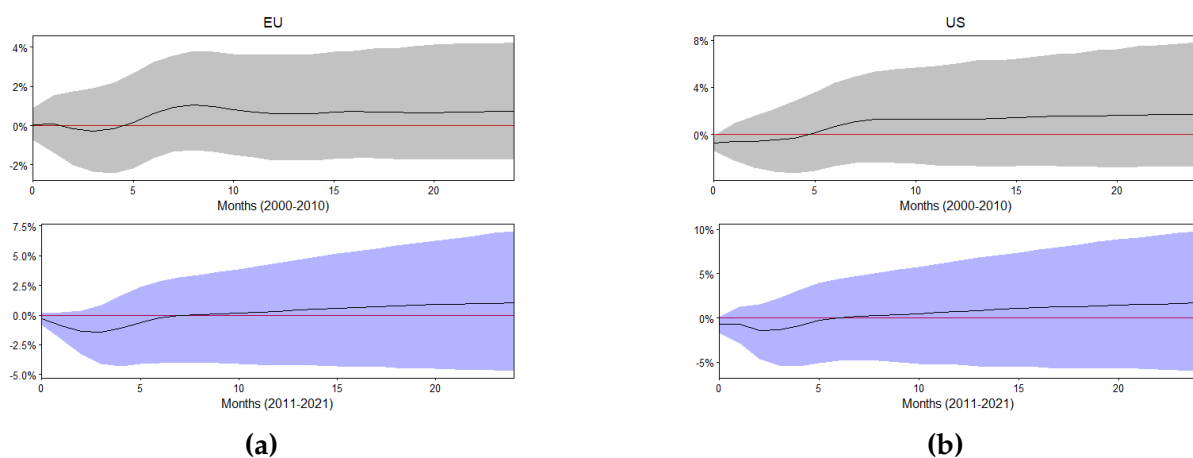 EU
4%
2%
0%
-2%
0 5 10 15 20
Months (2000-2010)
7.5%
5.0%
2.5%
0.0%
-2.5%
-5.0%
0 5 10 15 20
Months (2011-2021)
(a)
US
8%
4%
0%
0 5 10 15 20
Months (2000-2010)
10%
5%
0%
-5%
0 5 10 15 20
Months (2011-2021)
(b)